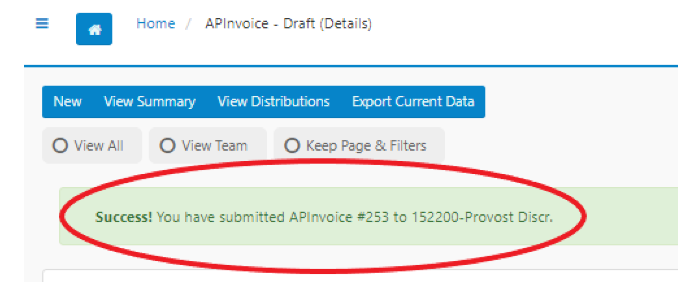 Home / APInvoice - Draft (Details)
New View Summary View Distributions Export Current Data
View All View Team Keep Page & Filters
Success! You have submitted APInvoice #253 to 152200-Provost Discr.